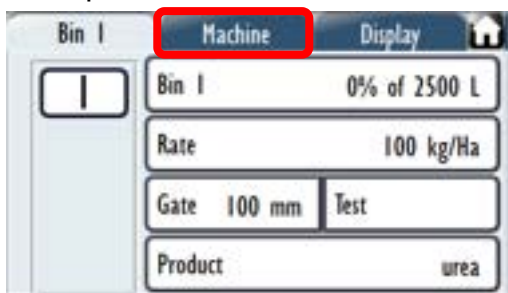 Bin 1 Machine Display
1
Bin 1 0% of 2500 L
Rate 100 kg/Ha
Gate 100 mm Test
Product urea